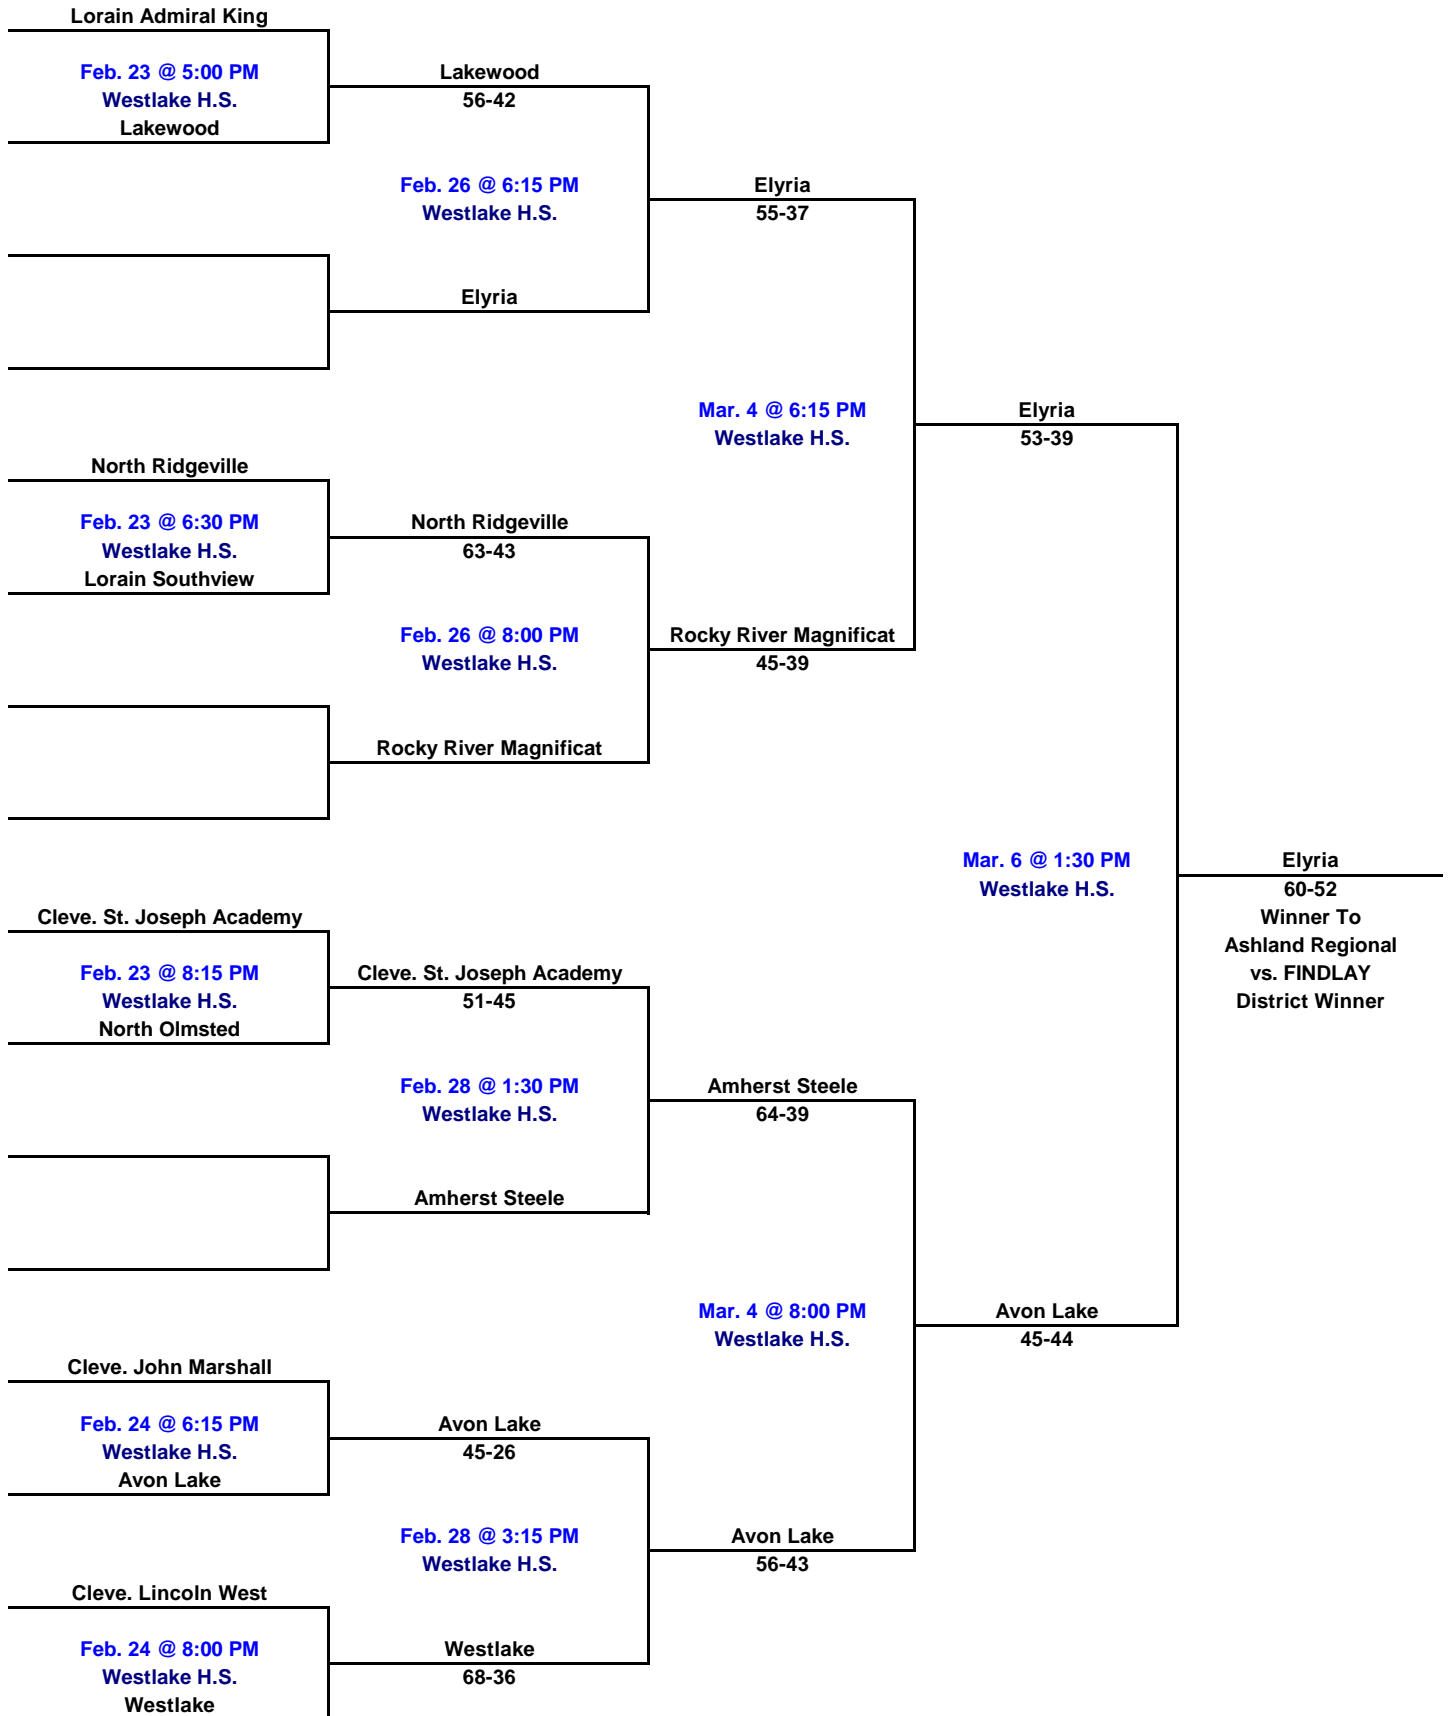 Lorain Admiral King
Feb. 23 @ 5:00 PM
Westlake H.S.
Lakewood
Lakewood
56-42
Feb. 26 @ 6:15 PM
Westlake H.S.
Elyria
Elyria
55-37
North Ridgeville
Feb. 23 @ 6:30 PM
Westlake H.S.
Lorain Southview
North Ridgeville
63-43
Feb. 26 @ 8:00 PM
Westlake H.S.
Rocky River Magnificat
Rocky River Magnificat
45-39
Mar. 4 @ 6:15 PM
Westlake H.S.
Elyria
53-39
Cleve. St. Joseph Academy
Feb. 23 @ 8:15 PM
Westlake H.S.
North Olmsted
Cleve. St. Joseph Academy
51-45
Feb. 28 @ 1:30 PM
Westlake H.S.
Amherst Steele
Amherst Steele
64-39
Cleve. John Marshall
Feb. 24 @ 6:15 PM
Westlake H.S.
Avon Lake
Avon Lake
45-26
Feb. 28 @ 3:15 PM
Westlake H.S.
Cleve. Lincoln West
Feb. 24 @ 8:00 PM
Westlake H.S.
Westlake
Westlake
68-36
Avon Lake
56-43
Mar. 4 @ 8:00 PM
Westlake H.S.
Avon Lake
45-44
Mar. 6 @ 1:30 PM
Westlake H.S.
Elyria
60-52
Winner To
Ashland Regional
vs. FINDLAY
District Winner